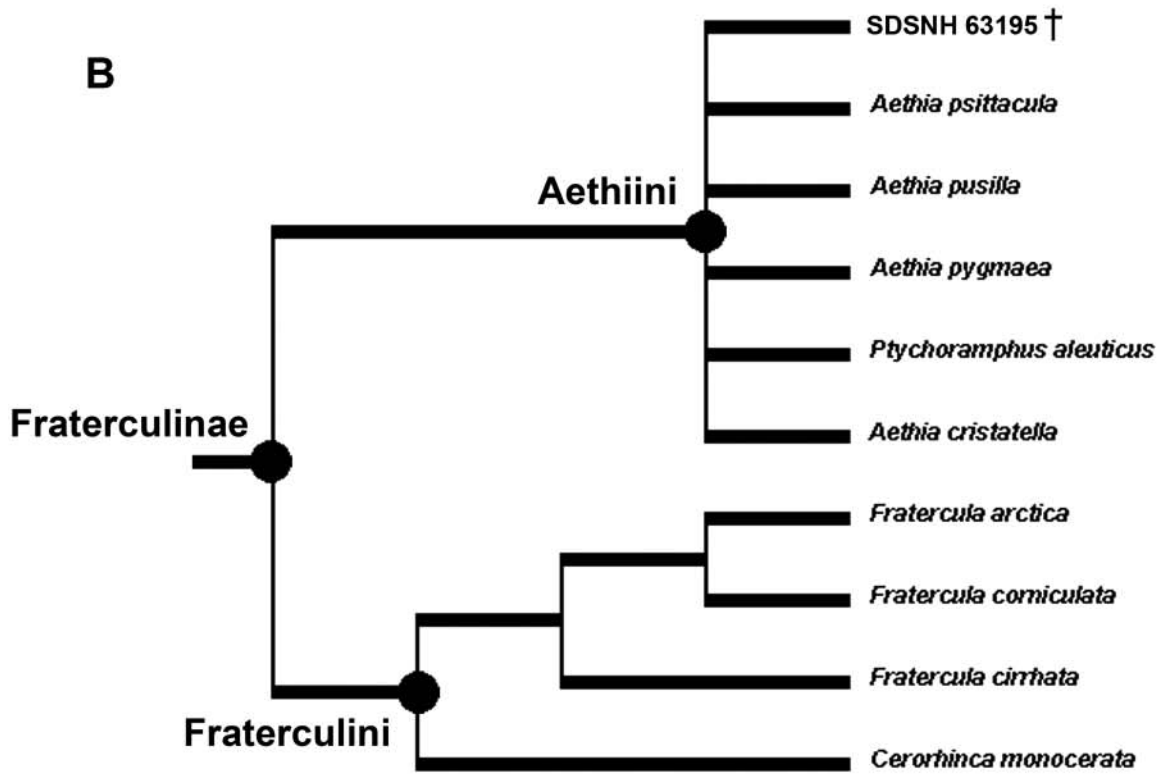 B
SDSNH 63195 †
Aethia psittacula
Aethiini
Aethia pusilla
Aethia pygmaea
Ptychoramphus aleuticus
Fraterculinae
Aethia cristatella
Fratercula arctica
Fratercula corniculata
Fratercula cirrhata
Fraterculini
Cerorhinca monocerata